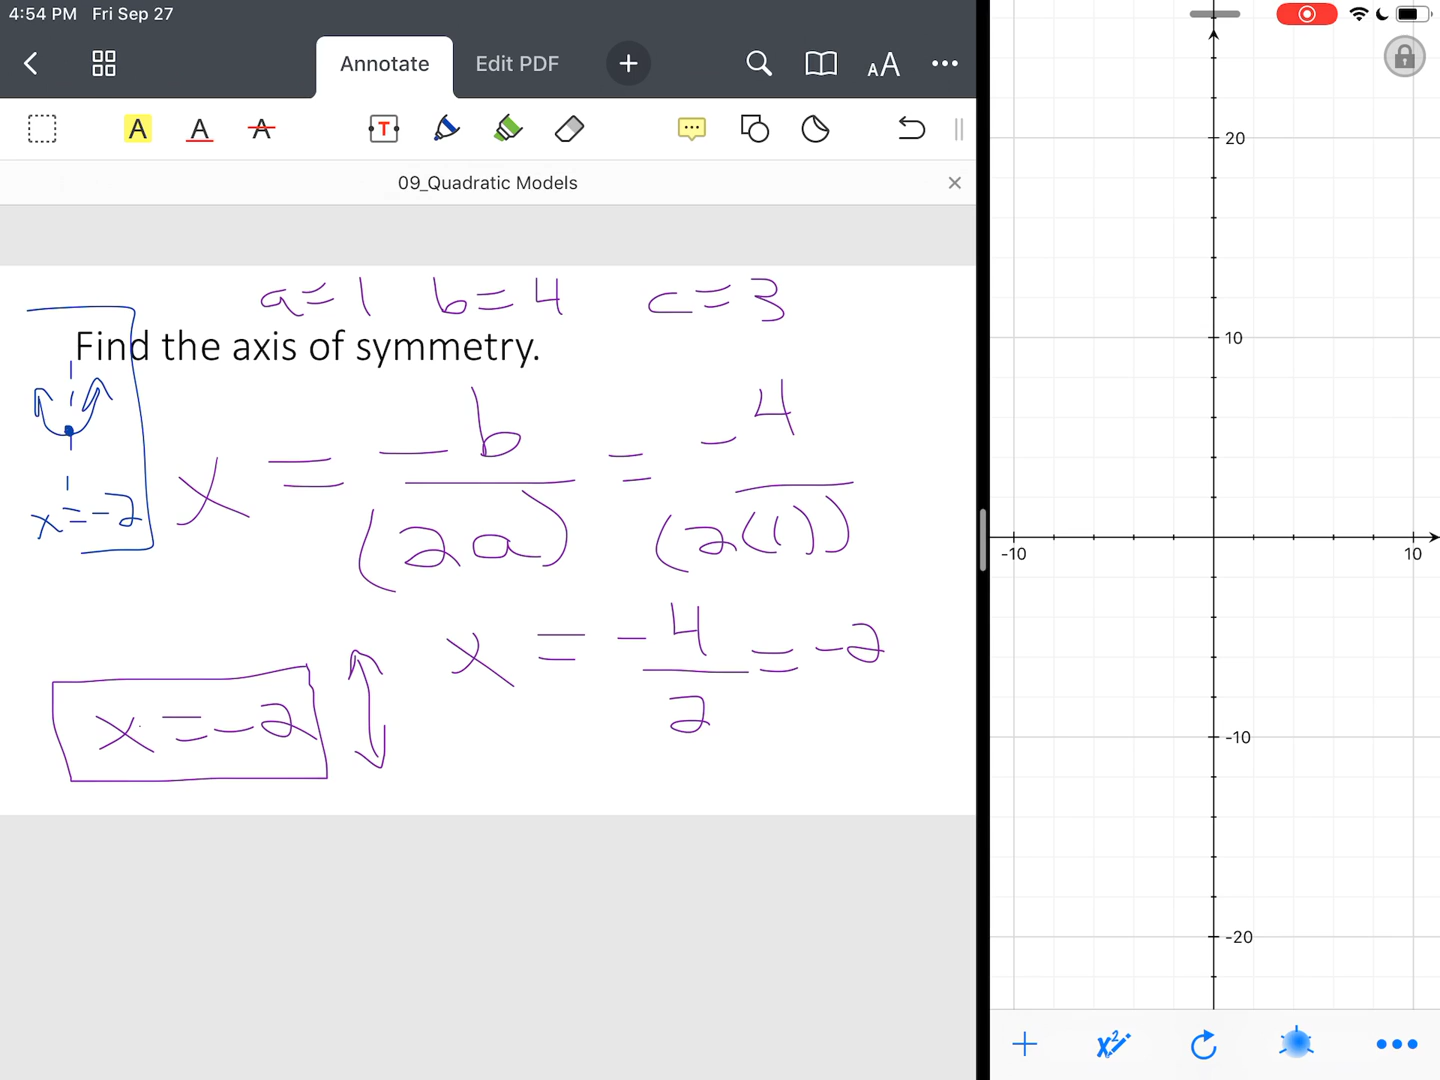 4:54 PM Fri Sep 27
Annotate
Edit PDF
09_Quadratic Models
a=1 b=4 c=3
Find the axis of symmetry.
x = -b/(2a) = -4/(2(1))
x=-2
x = -4/2 = -2
x=-2
20
10
-10
10
-10
-20